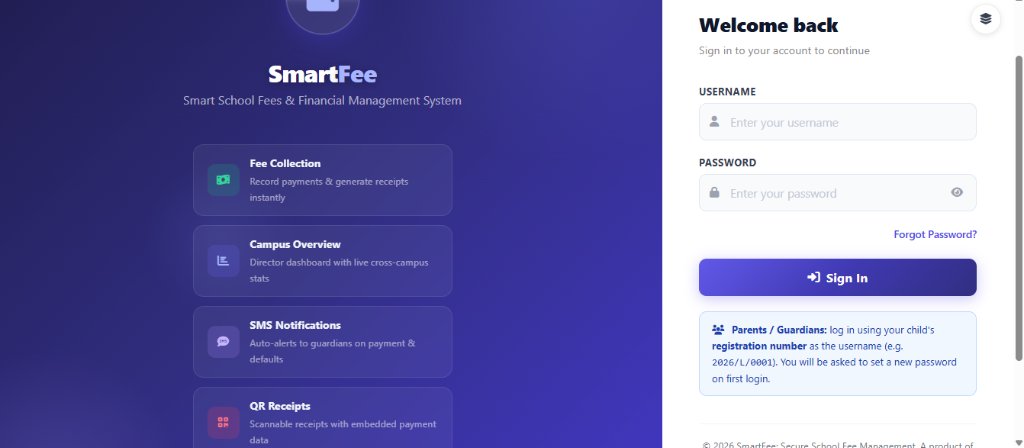 SmartFee
Smart School Fees & Financial Management System
Fee Collection
Record payments & generate receipts
instantly
Campus Overview
Director dashboard with live cross-campus
stats
SMS Notifications
Auto-alerts to guardians on payment &
defaults
QR Receipts
Scannable receipts with embedded payment
data
Welcome back
Sign in to your account to continue
USERNAME
Enter your username
PASSWORD
Enter your password
Forgot Password?
Sign In
Parents / Guardians: log in using your child's
registration number as the username (e.g.
2026/L/0001). You will be asked to set a new password
on first login.
© 2026 SmartFee: Secure School Fee Management. A product of